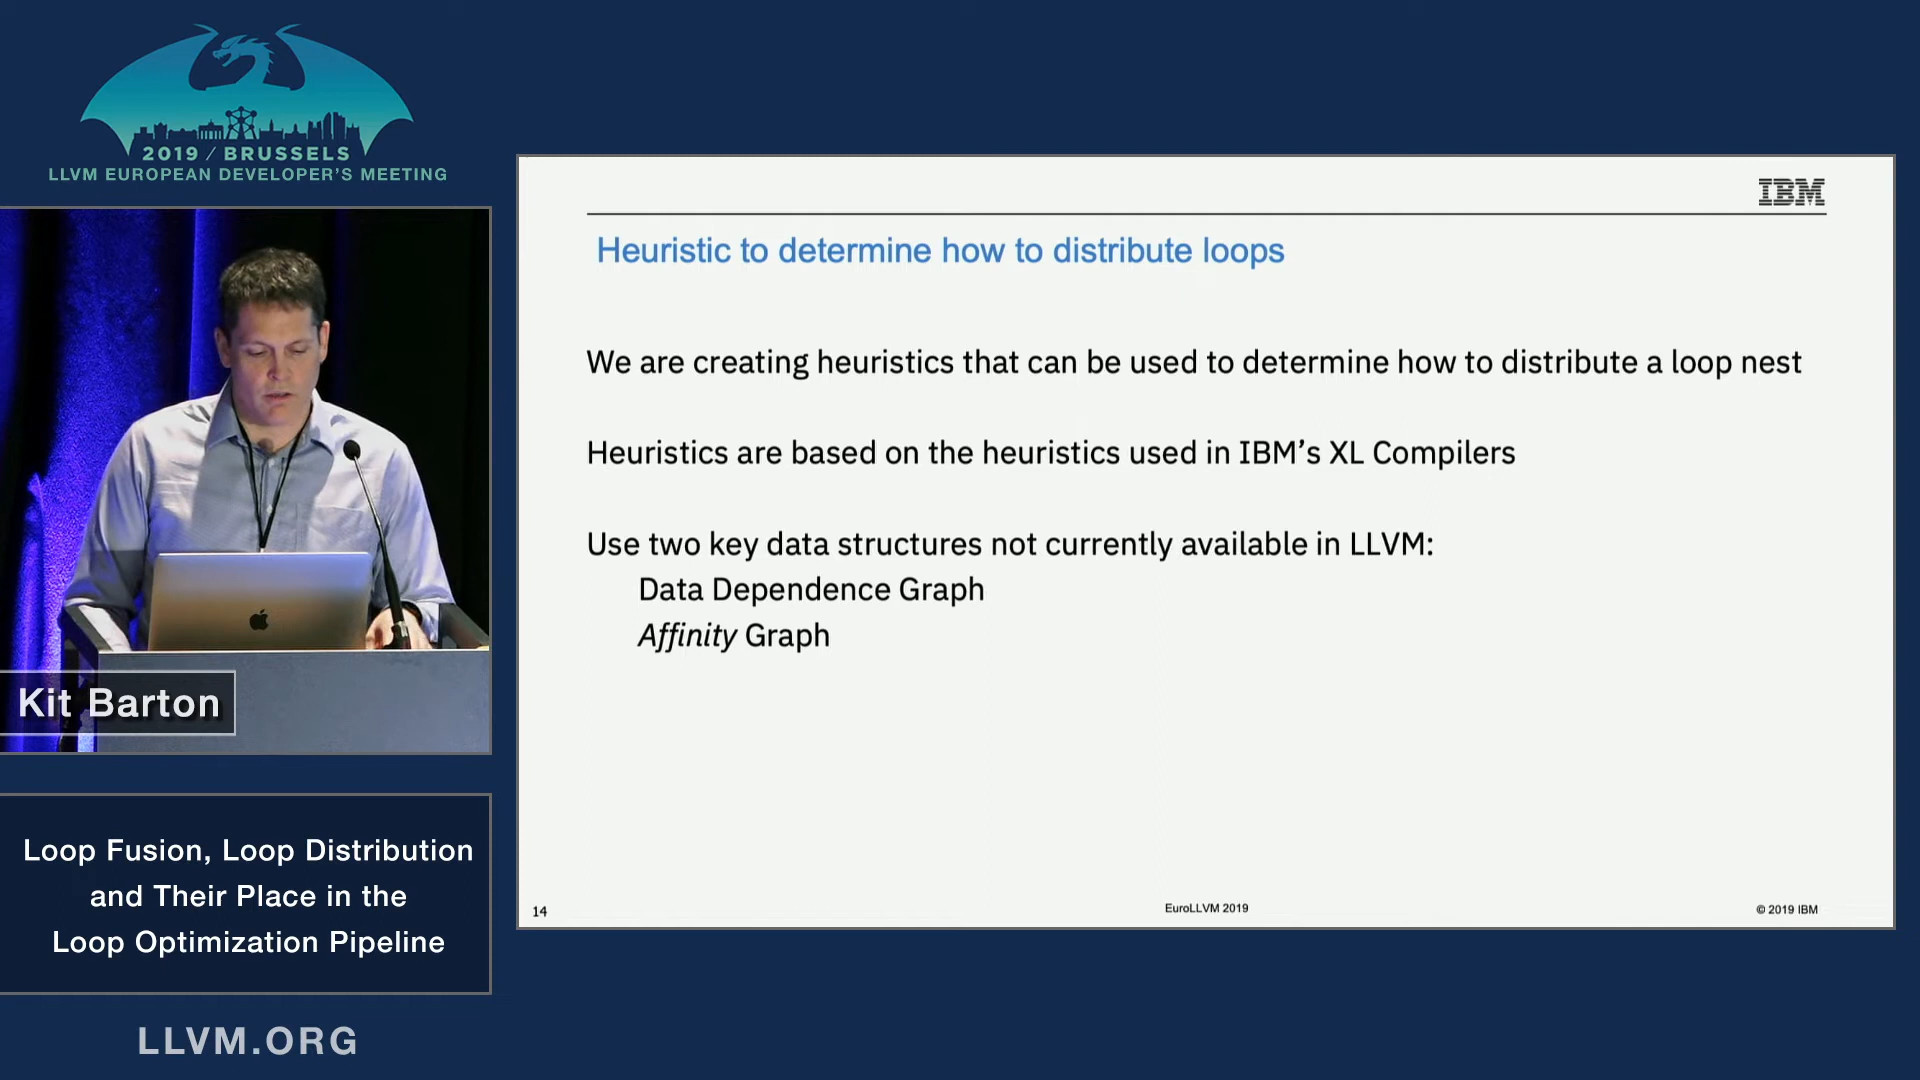 2019 / BRUSSELS
LLVM EUROPEAN DEVELOPER'S MEETING
Kit Barton
Loop Fusion, Loop Distribution
and Their Place in the
Loop Optimization Pipeline
LLVM.ORG
IBM
Heuristic to determine how to distribute loops
We are creating heuristics that can be used to determine how to distribute a loop nest
Heuristics are based on the heuristics used in IBM's XL Compilers
Use two key data structures not currently available in LLVM:
Data Dependence Graph
Affinity Graph
14
EuroLLVM 2019
© 2019 IBM